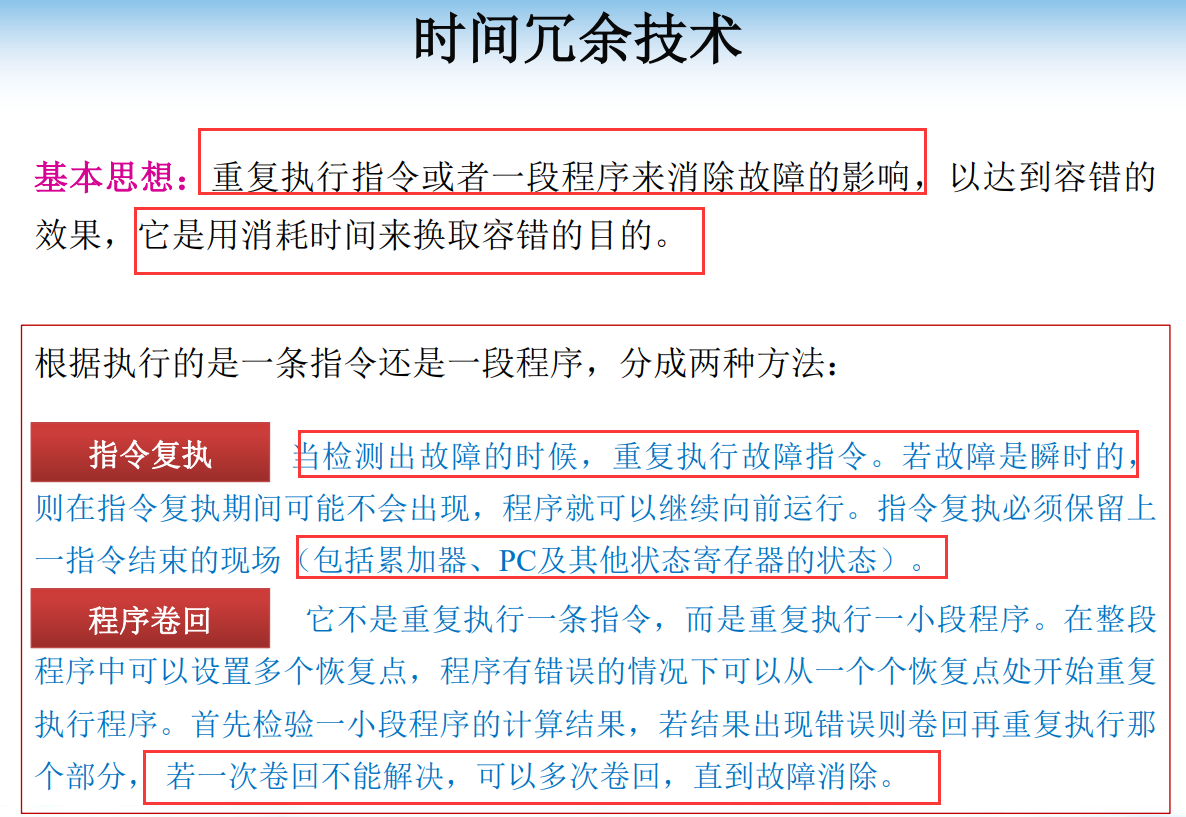 时间冗余技术
基本思想：重复执行指令或者一段程序来消除故障的影响，以达到容错的
效果，它是用消耗时间来换取容错的目的。
根据执行的是一条指令还是一段程序，分成两种方法：
指令复执 当检测出故障的时候，重复执行故障指令。若故障是瞬时的，
则在指令复执期间可能不会出现，程序就可以继续向前运行。指令复执必须保留上
一指令结束的现场（包括累加器、PC及其他状态寄存器的状态）。
程序卷回 它不是重复执行一条指令，而是重复执行一小段程序。在整段
程序中可以设置多个恢复点，程序有错误的情况下可以从一个个恢复点处开始重复
执行程序。首先检验一小段程序的计算结果，若结果出现错误则卷回再重复执行那
个部分，若一次卷回不能解决，可以多次卷回，直到故障消除。